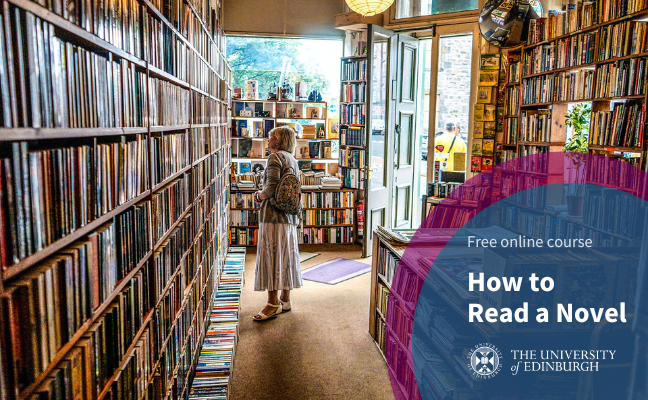 Free online course
How to
Read a Novel
THE UNIVERSITY
of EDINBURGH